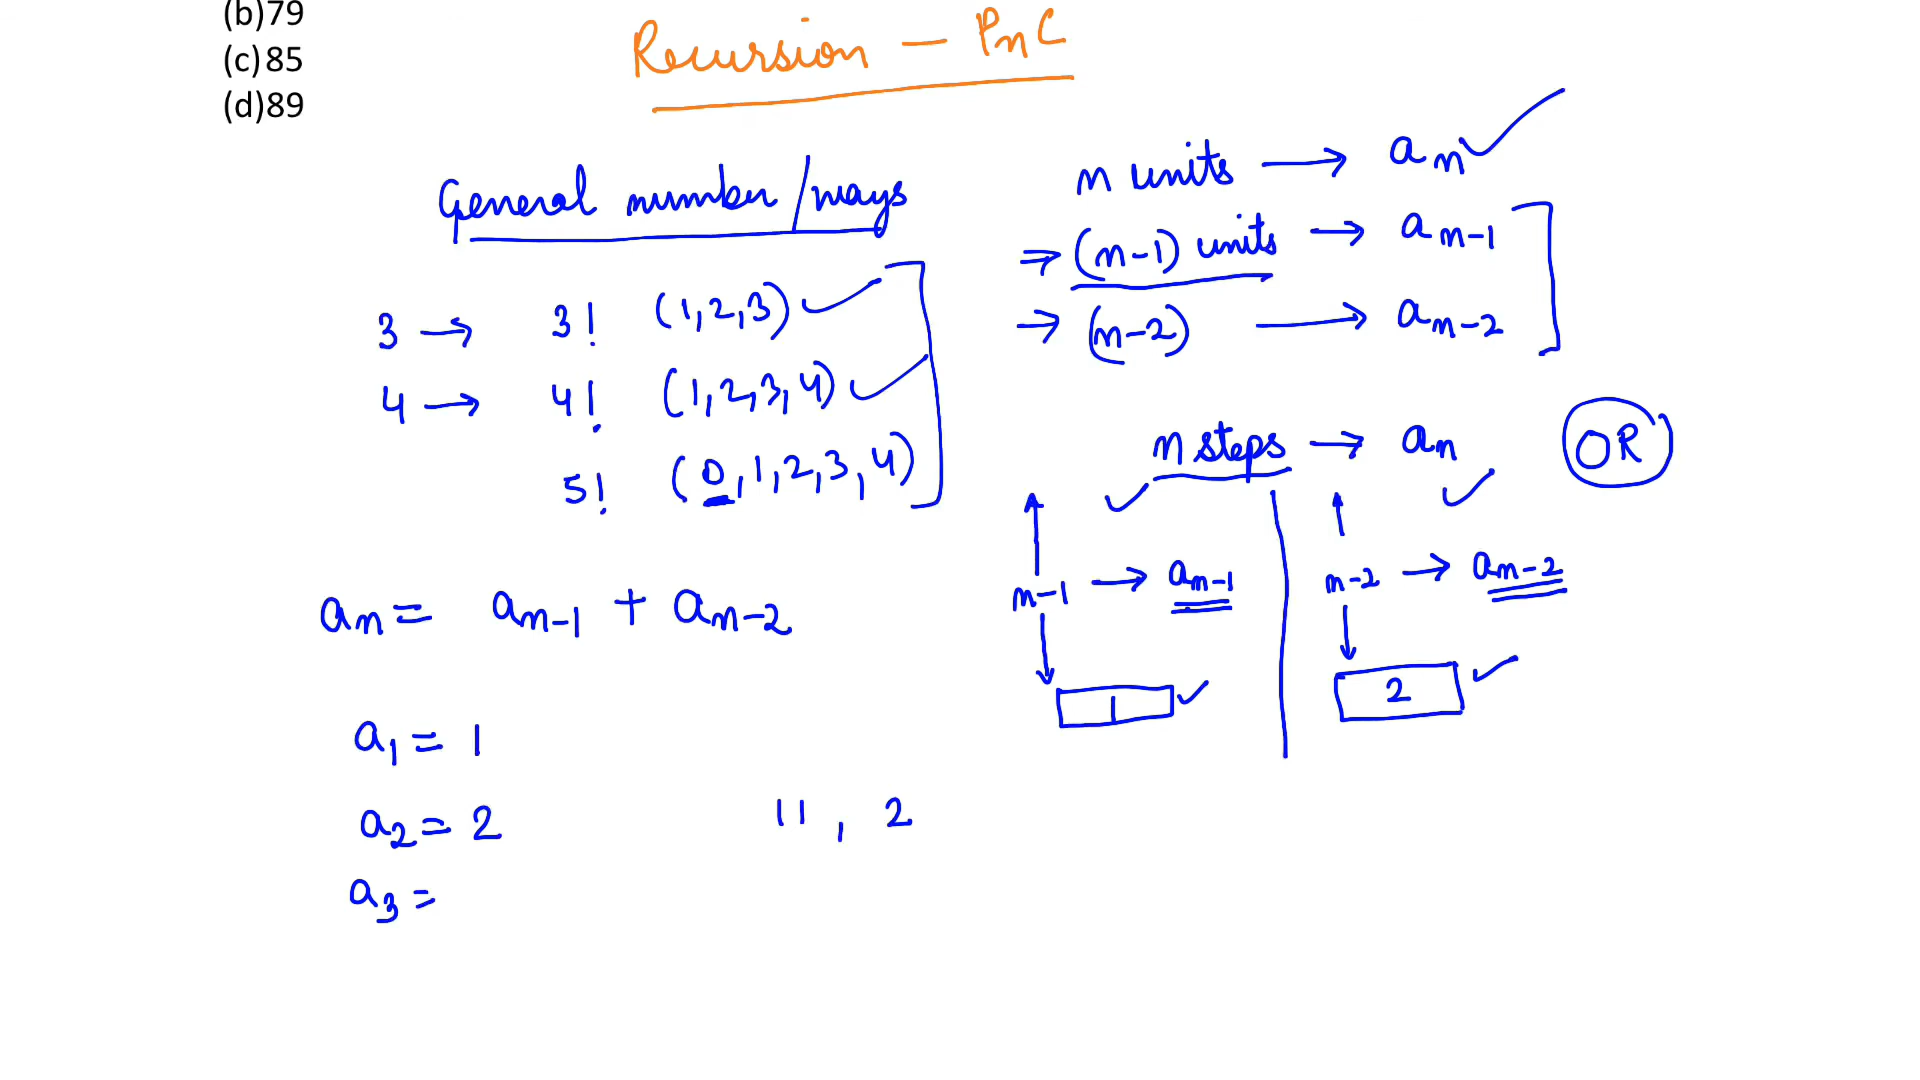 (b)79
(c)85
(d)89
Recursion – PnC
General number/ways
3 → 3! (1,2,3)
4 → 4! (1,2,3,4)
5! (0,1,2,3,4)
n units → aₙ
⇒ (n-1) units → aₙ₋₁
→ (n-2) → aₙ₋₂
n steps → aₙ OR
n-1 → aₙ₋₁
1
n-2 → aₙ₋₂
2
aₙ = aₙ₋₁ + aₙ₋₂
a₁ = 1
a₂ = 2 11, 2
a₃ =